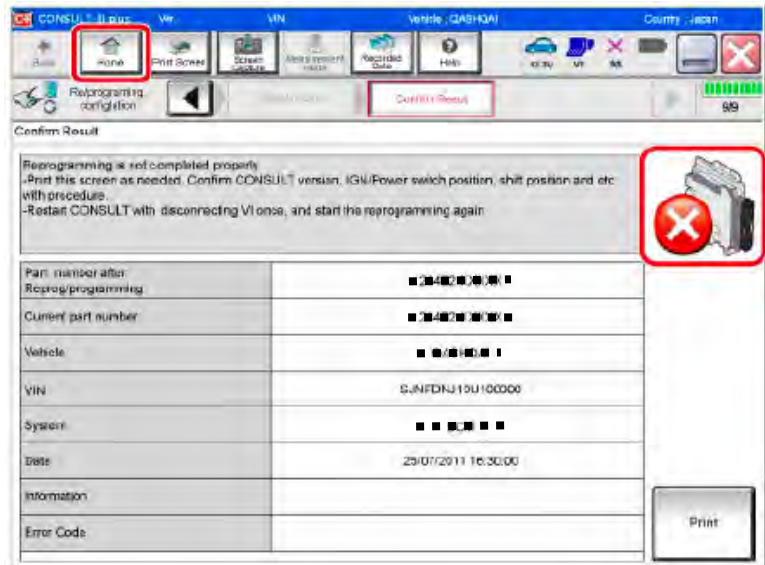 CONSULT-III plus Ver. VIN Vehicle : QASHQAI Country : Japan
Back Home Print Screen Screen Capture Measurement Mode Recorded Data Help
Re/programming configuration Confirm Result 9/9
Confirm Result
Reprogramming is not completed properly
-Print this screen as needed. Confirm CONSULT version, IGN/Power switch position, shift position and etc
with procedure.
-Restart CONSULT with disconnecting VI once, and start the reprogramming again
Part number after
Reprog/programming
Current part number
Vehicle
VIN SJNFDNJ10U100000
System
Date 25/07/2011 16:30:00
Information
Error Code
Print